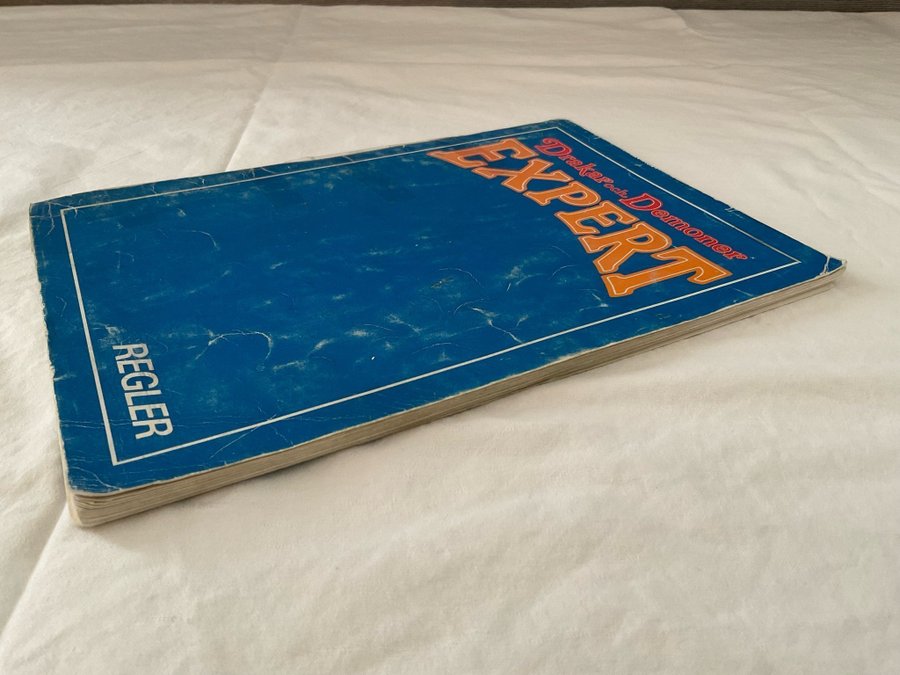 Drakar och Demoner
EXPERT
REGLER